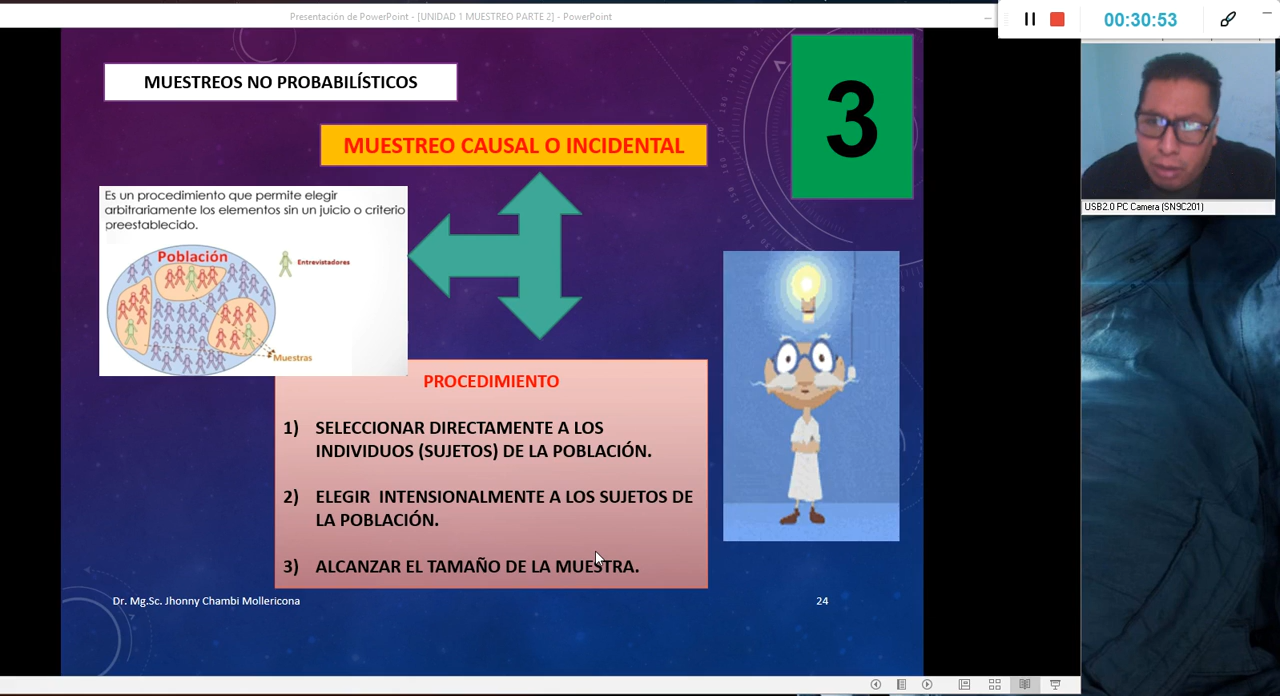 Presentación de PowerPoint - [UNIDAD 1 MUESTREO PARTE 2] - PowerPoint
00:30:53
MUESTREOS NO PROBABILÍSTICOS
3
MUESTREO CAUSAL O INCIDENTAL
Es un procedimiento que permite elegir
arbitrariamente los elementos sin un juicio o criterio
preestablecido.
Población
Entrevistadores
Muestras
USB2.0 PC Camera (SN9C201)
PROCEDIMIENTO
1) SELECCIONAR DIRECTAMENTE A LOS
INDIVIDUOS (SUJETOS) DE LA POBLACIÓN.
2) ELEGIR INTENSIONALMENTE A LOS SUJETOS DE
LA POBLACIÓN.
3) ALCANZAR EL TAMAÑO DE LA MUESTRA.
Dr. Mg.Sc. Jhonny Chambi Mollericona
24